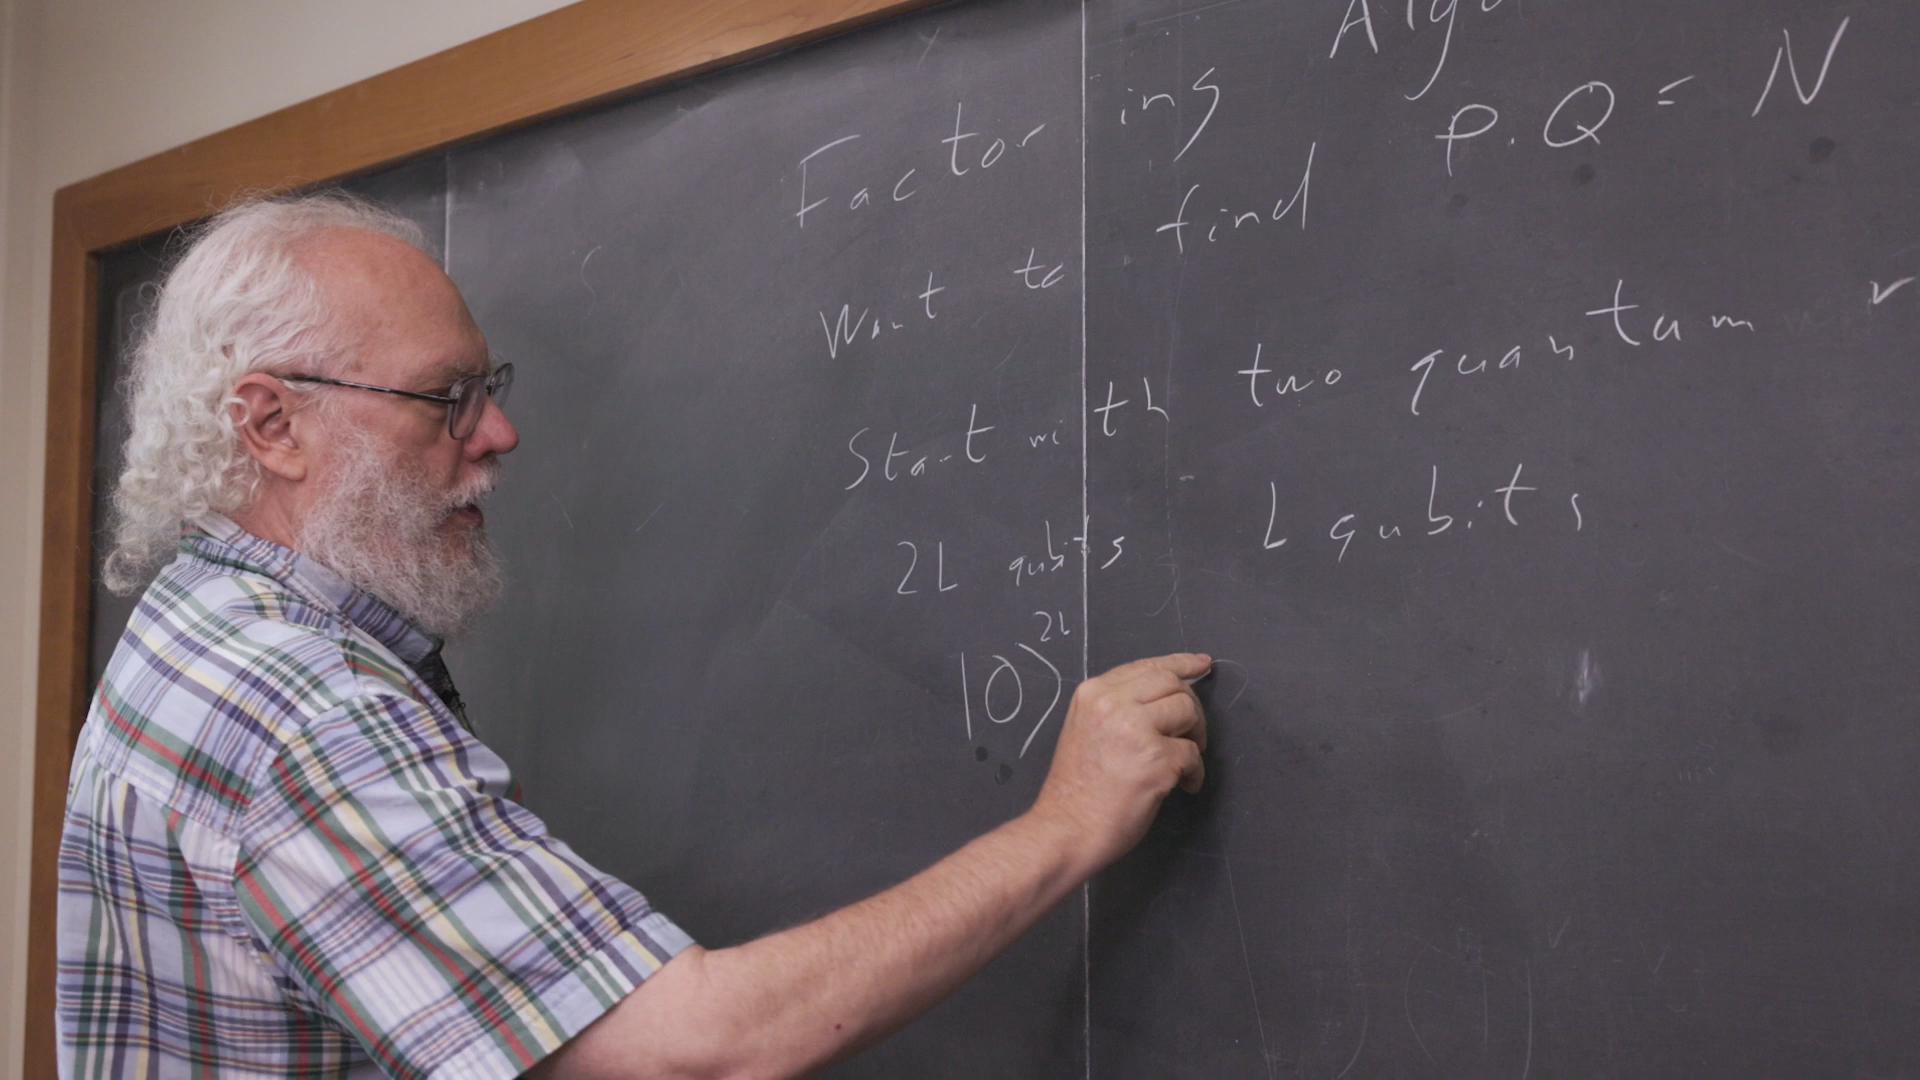 Factoring Algo
Want to find P.Q = N
Start with two quantum r
2L qubits L qubits
|0⟩ 2L